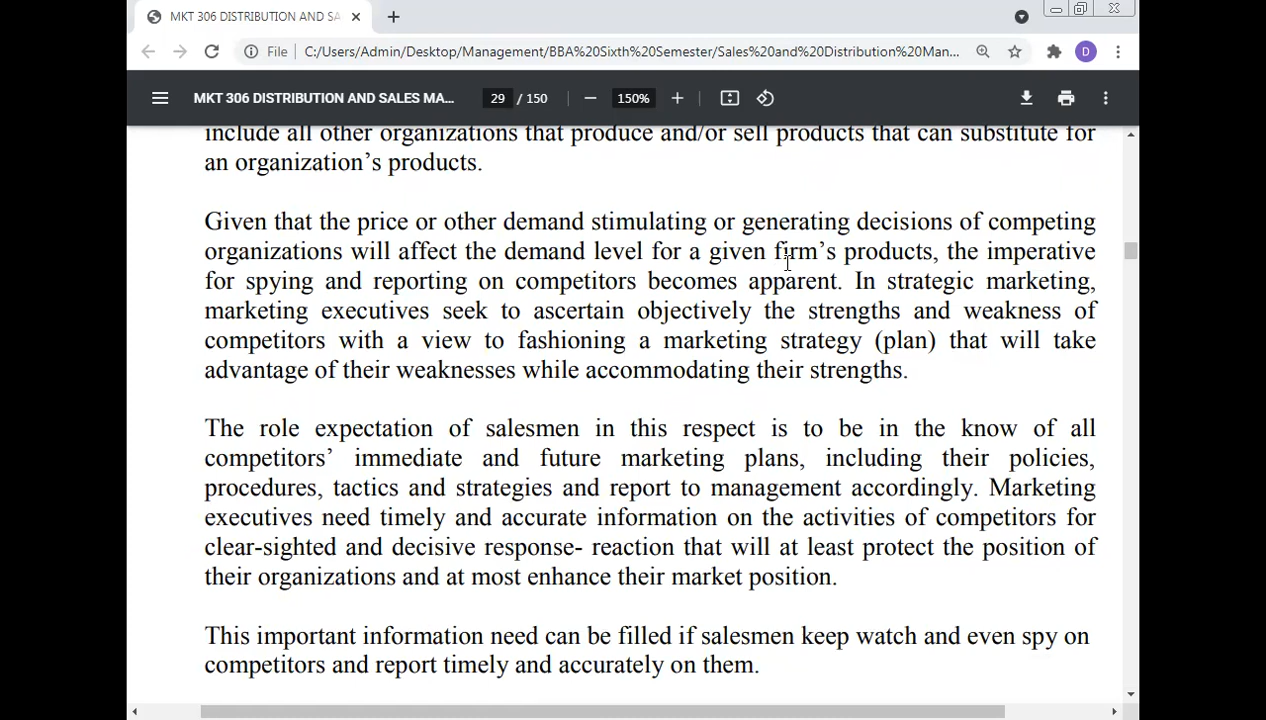 MKT 306 DISTRIBUTION AND SA
File C:/Users/Admin/Desktop/Management/BBA%20Sixth%20Semester/Sales%20and%20Distribution%20Man...
D
MKT 306 DISTRIBUTION AND SALES MA... 29 / 150 150%
include all other organizations that produce and/or sell products that can substitute for
an organization’s products.
Given that the price or other demand stimulating or generating decisions of competing
organizations will affect the demand level for a given firm’s products, the imperative
for spying and reporting on competitors becomes apparent. In strategic marketing,
marketing executives seek to ascertain objectively the strengths and weakness of
competitors with a view to fashioning a marketing strategy (plan) that will take
advantage of their weaknesses while accommodating their strengths.
The role expectation of salesmen in this respect is to be in the know of all
competitors’ immediate and future marketing plans, including their policies,
procedures, tactics and strategies and report to management accordingly. Marketing
executives need timely and accurate information on the activities of competitors for
clear-sighted and decisive response- reaction that will at least protect the position of
their organizations and at most enhance their market position.
This important information need can be filled if salesmen keep watch and even spy on
competitors and report timely and accurately on them.